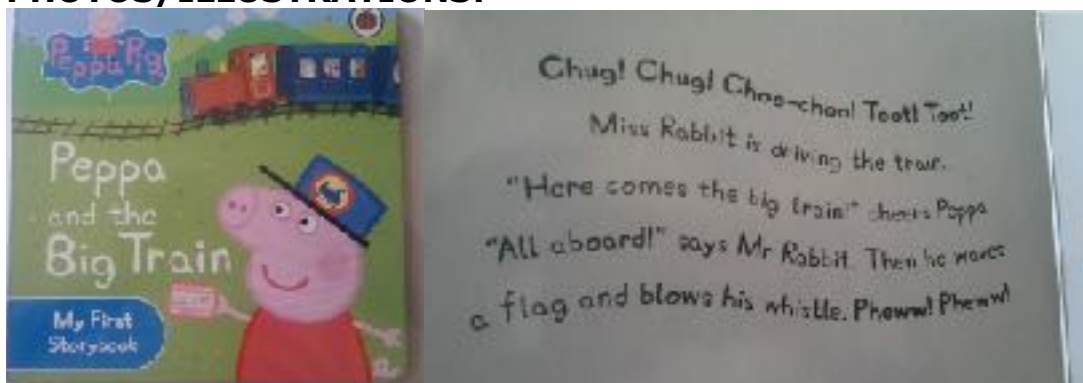 PHOTOS/ILLUSTRATIONS:
Peppa Pig
Peppa
and the
Big Train
My First
Storybook
Chug! Chug! Choo-choo! Toot! Toot!
Miss Rabbit is driving the train.
"Here comes the big train!" cheers Peppa
"All aboard!" says Mr Rabbit. Then he waves
a flag and blows his whistle. Pheww! Pheww!